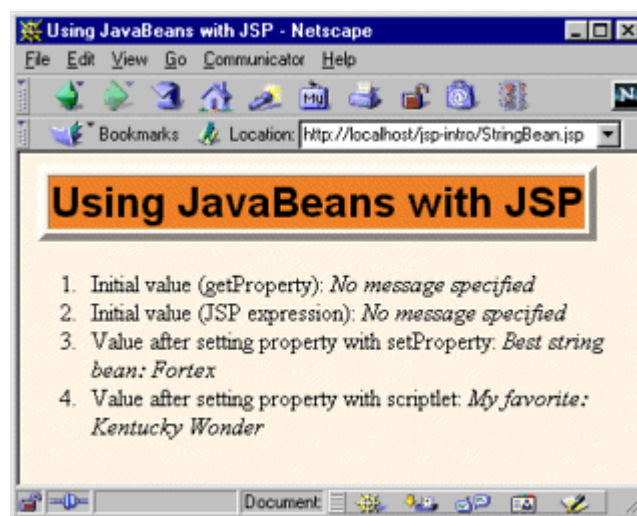 Using JavaBeans with JSP - Netscape
File Edit View Go Communicator Help
My N
Bookmarks Location: http://localhost/jsp-intro/StringBean.jsp
Using JavaBeans with JSP
1. Initial value (getProperty): No message specified
2. Initial value (JSP expression): No message specified
3. Value after setting property with setProperty: Best string
bean: Fortex
4. Value after setting property with scriptlet: My favorite:
Kentucky Wonder
Document: